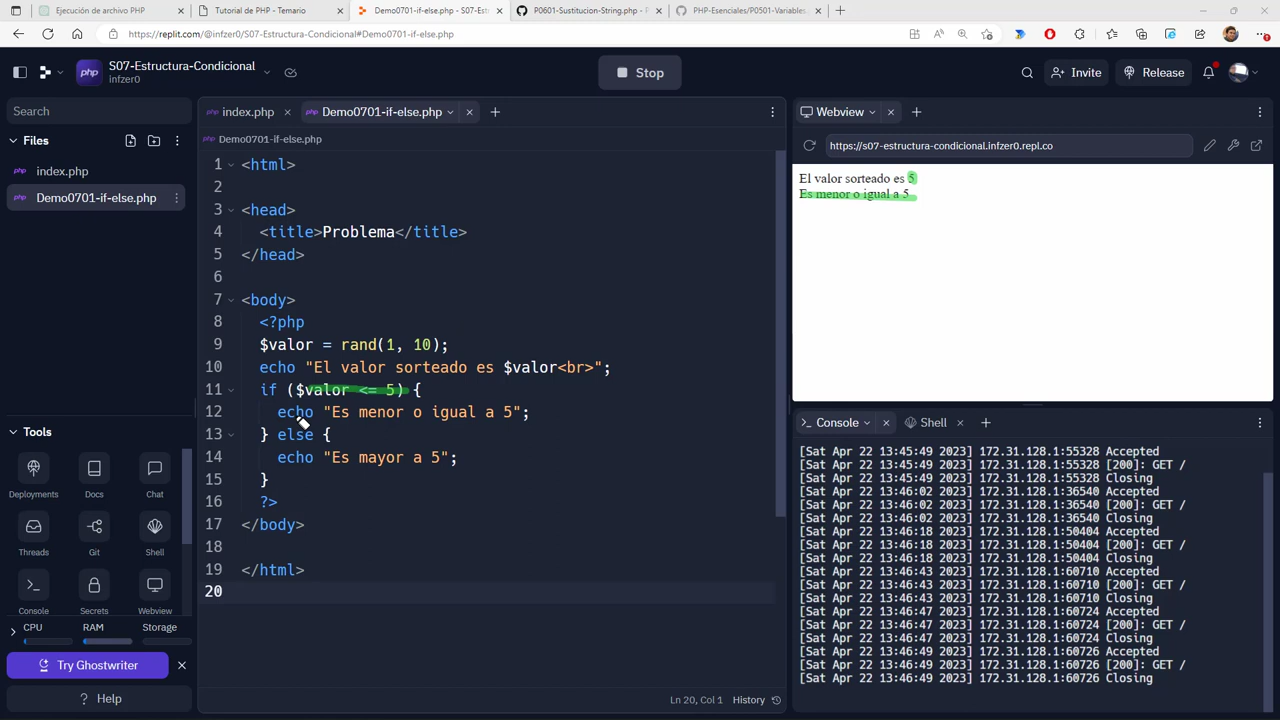 Ejecución de archivo PHP
Tutorial de PHP - Temario
Demo0701-if-else.php - S07-Est
P0601-Sustitucion-String.php
PHP-Esenciales/P0501-Variables.
https://replit.com/@infzer0/S07-Estructura-Condicional#Demo0701-if-else.php
php
S07-Estructura-Condicional
infzer0
Stop
Invite
Release
Search
Files
index.php
Demo0701-if-else.php
Tools
Deployments
Docs
Chat
Threads
Git
Shell
Console
Secrets
Webview
CPU
RAM
Storage
Try Ghostwriter
? Help
php index.php
php Demo0701-if-else.php
php Demo0701-if-else.php
1 <html>
2
3 <head>
4 <title>Problema</title>
5 </head>
6
7 <body>
8 <?php
9 $valor = rand(1, 10);
10 echo "El valor sorteado es $valor<br>";
11 if ($valor <= 5) {
12 echo "Es menor o igual a 5";
13 } else {
14 echo "Es mayor a 5";
15 }
16 ?>
17 </body>
18
19 </html>
20
Ln 20, Col 1 History
Webview
https://s07-estructura-condicional.infzer0.repl.co
El valor sorteado es 5
Es menor o igual a 5
Console
Shell
[Sat Apr 22 13:45:49 2023] 172.31.128.1:55328 Accepted
[Sat Apr 22 13:45:49 2023] 172.31.128.1:55328 [200]: GET /
[Sat Apr 22 13:45:49 2023] 172.31.128.1:55328 Closing
[Sat Apr 22 13:46:02 2023] 172.31.128.1:36540 Accepted
[Sat Apr 22 13:46:02 2023] 172.31.128.1:36540 [200]: GET /
[Sat Apr 22 13:46:02 2023] 172.31.128.1:36540 Closing
[Sat Apr 22 13:46:18 2023] 172.31.128.1:50404 Accepted
[Sat Apr 22 13:46:18 2023] 172.31.128.1:50404 [200]: GET /
[Sat Apr 22 13:46:18 2023] 172.31.128.1:50404 Closing
[Sat Apr 22 13:46:43 2023] 172.31.128.1:60710 Accepted
[Sat Apr 22 13:46:43 2023] 172.31.128.1:60710 [200]: GET /
[Sat Apr 22 13:46:43 2023] 172.31.128.1:60710 Closing
[Sat Apr 22 13:46:47 2023] 172.31.128.1:60724 Accepted
[Sat Apr 22 13:46:47 2023] 172.31.128.1:60724 [200]: GET /
[Sat Apr 22 13:46:47 2023] 172.31.128.1:60724 Closing
[Sat Apr 22 13:46:49 2023] 172.31.128.1:60726 Accepted
[Sat Apr 22 13:46:49 2023] 172.31.128.1:60726 [200]: GET /
[Sat Apr 22 13:46:49 2023] 172.31.128.1:60726 Closing